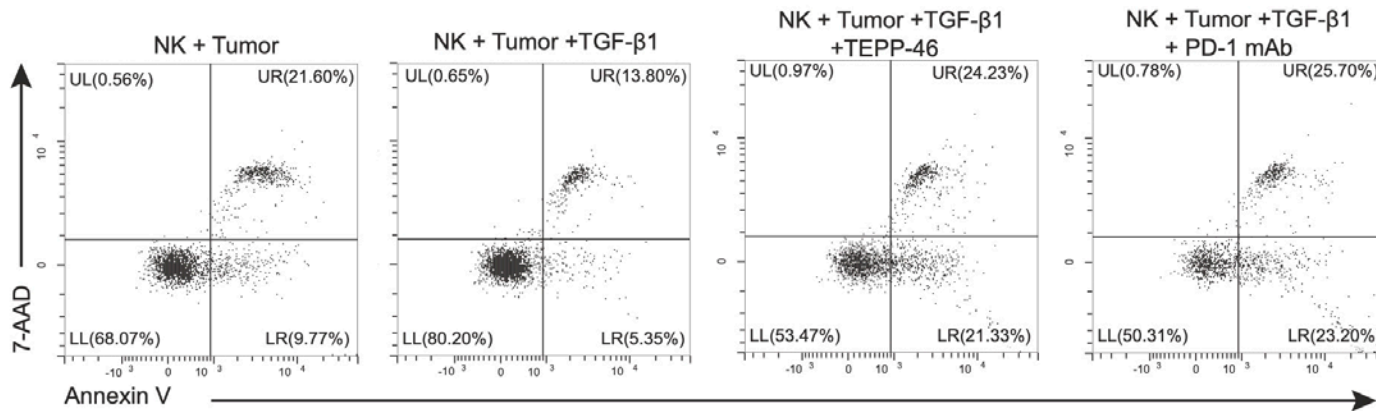 NK + Tumor
NK + Tumor +TGF-β1
NK + Tumor +TGF-β1
+TEPP-46
NK + Tumor +TGF-β1
+ PD-1 mAb
UL(0.56%) UR(21.60%)
LL(68.07%) LR(9.77%)
UL(0.65%) UR(13.80%)
LL(80.20%) LR(5.35%)
UL(0.97%) UR(24.23%)
LL(53.47%) LR(21.33%)
UL(0.78%) UR(25.70%)
LL(50.31%) LR(23.20%)
7-AAD
10 4
0
10 4
0
10 4
0
10 4
0
-10 3 0 10 3 10 4
-10 3 0 10 3 10 4
-10 3 0 10 3 10 4
-10 3 0 10 3 10 4
Annexin V